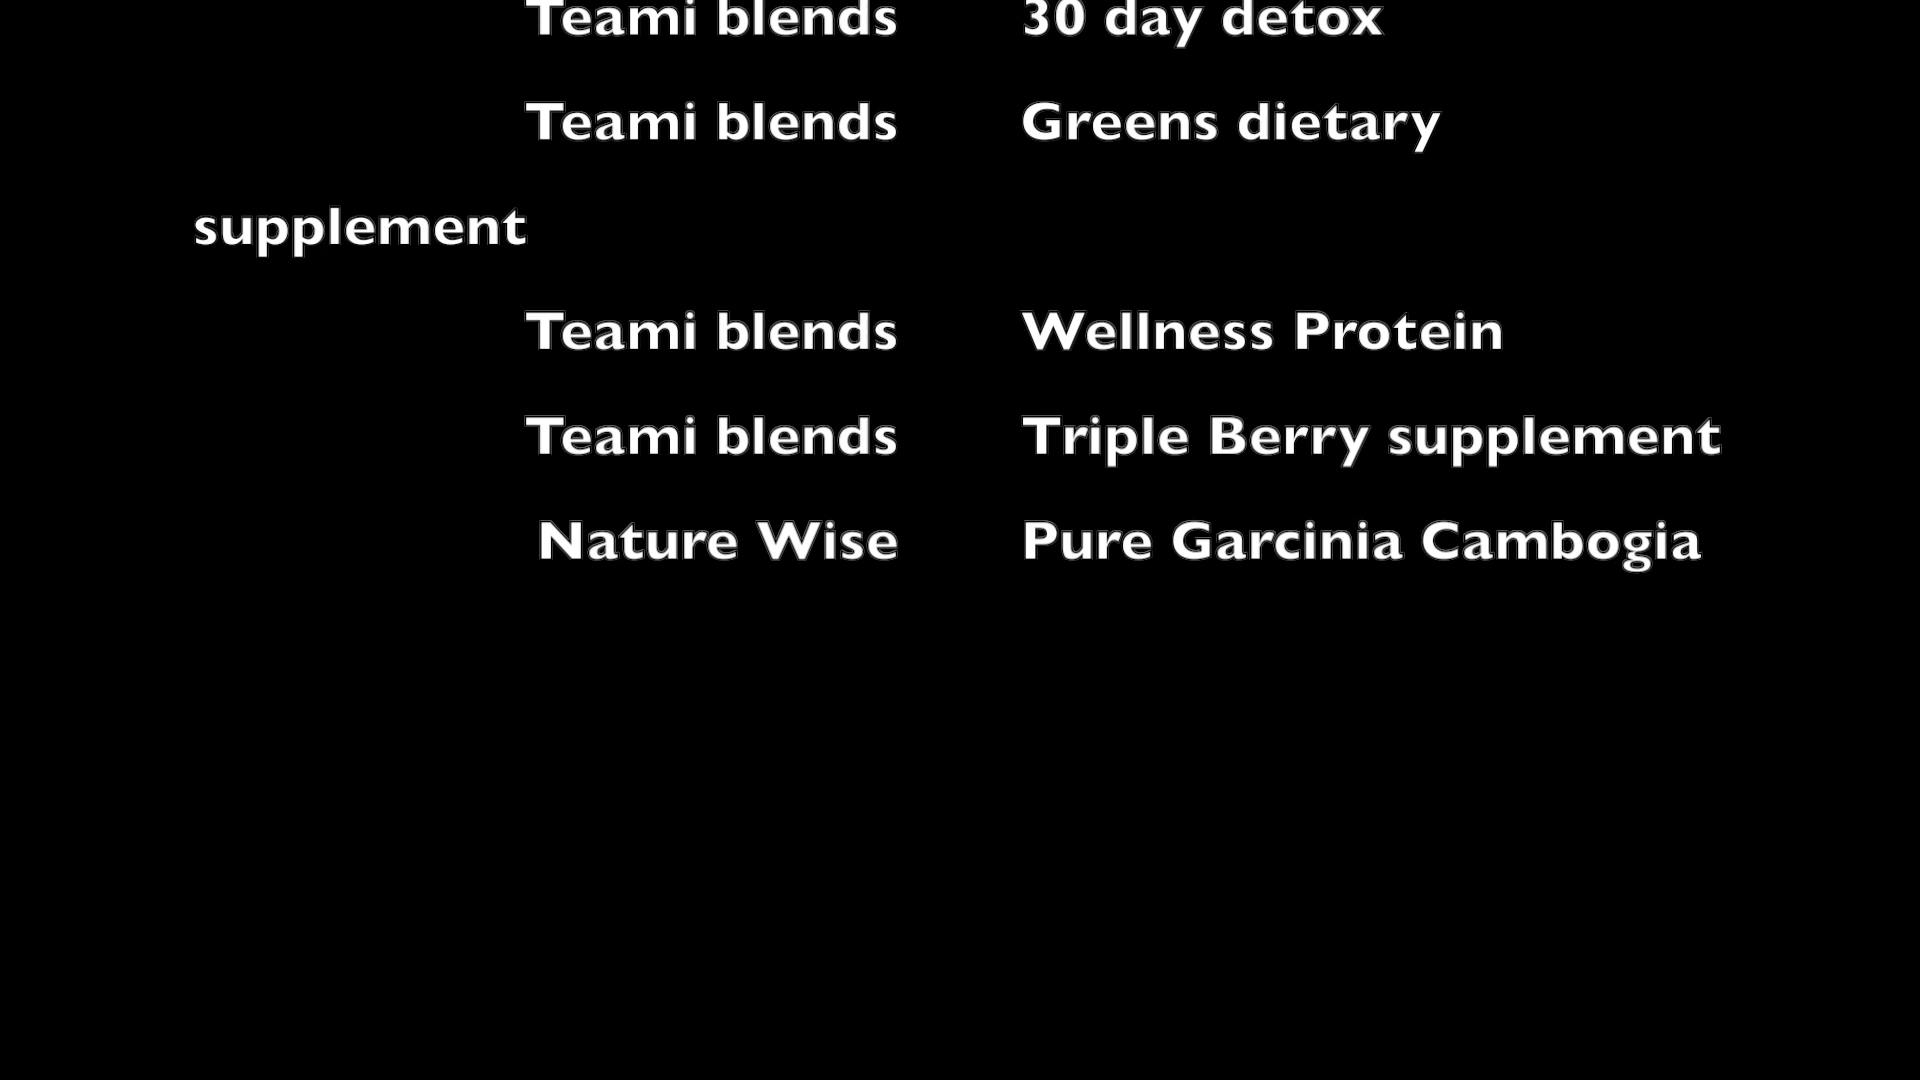 Teami blends 30 day detox
Teami blends Greens dietary
supplement
Teami blends Wellness Protein
Teami blends Triple Berry supplement
Nature Wise Pure Garcinia Cambogia